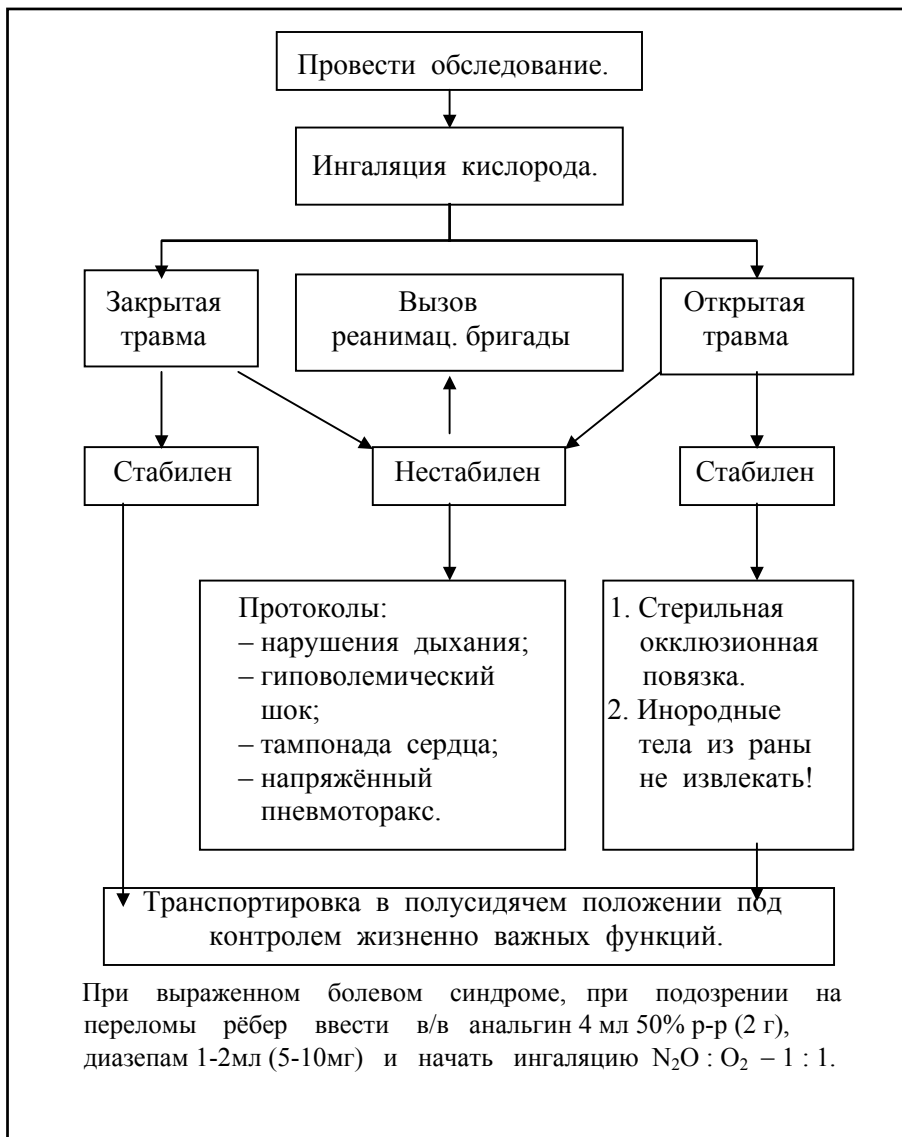 Провести обследование.
Ингаляция кислорода.
Закрытая
травма
Вызов
реанимац. бригады
Открытая
травма
Стабилен
Нестабилен
Стабилен
Протоколы:
– нарушения дыхания;
– гиповолемический
шок;
– тампонада сердца;
– напряжённый
пневмоторакс.
1. Стерильная
окклюзионная
повязка.
2. Инородные
тела из раны
не извлекать!
Транспортировка в полусидячем положении под
контролем жизненно важных функций.
При выраженном болевом синдроме, при подозрении на
переломы рёбер ввести в/в анальгин 4 мл 50% р-р (2 г),
диазепам 1-2мл (5-10мг) и начать ингаляцию N₂O : O₂ – 1 : 1.